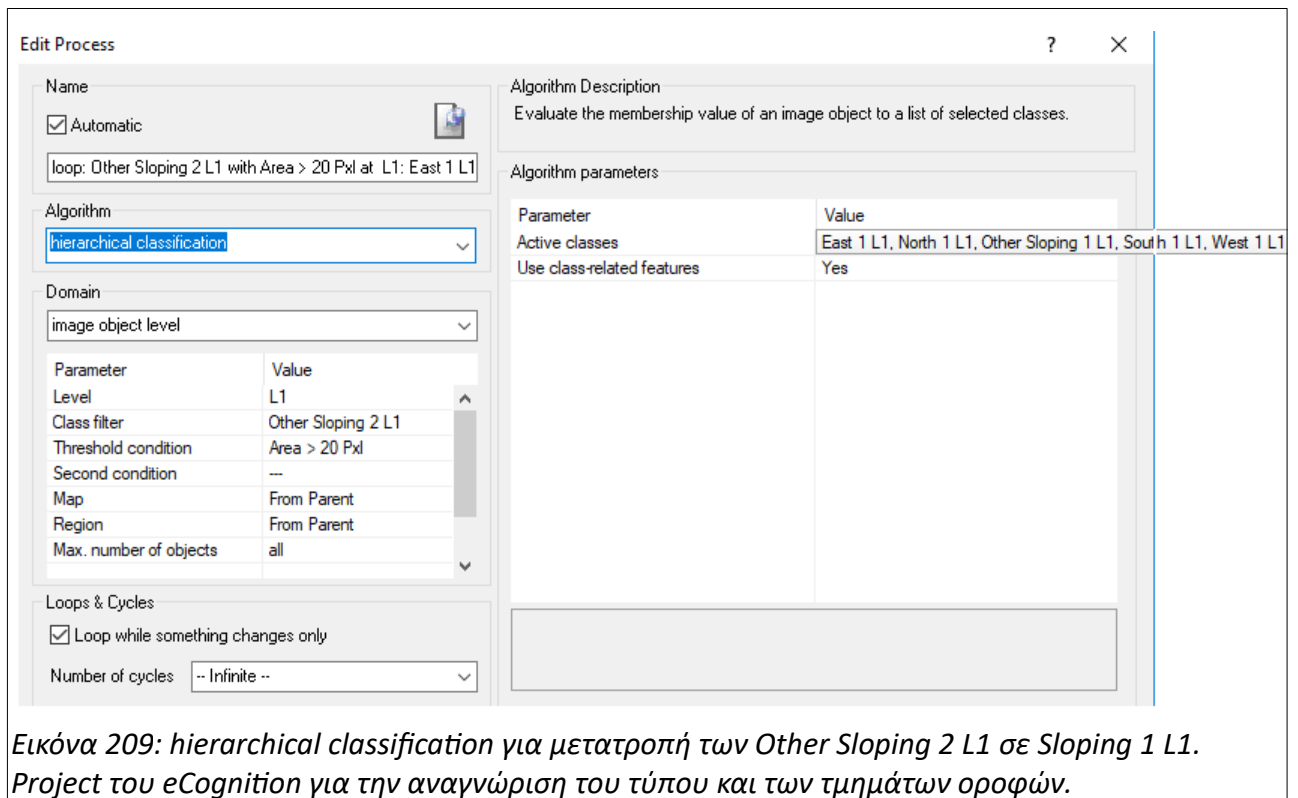 Edit Process ? ×
Name
Automatic
loop: Other Sloping 2 L1 with Area > 20 Pxl at L1: East 1 L1
Algorithm
hierarchical classification
Domain
image object level
Parameter Value
Level L1
Class filter Other Sloping 2 L1
Threshold condition Area > 20 Pxl
Second condition ---
Map From Parent
Region From Parent
Max. number of objects all
Loops & Cycles
Loop while something changes only
Number of cycles -- Infinite --
Algorithm Description
Evaluate the membership value of an image object to a list of selected classes.
Algorithm parameters
Parameter Value
Active classes East 1 L1, North 1 L1, Other Sloping 1 L1, South 1 L1, West 1 L1
Use class-related features Yes
Εικόνα 209: hierarchical classification για μετατροπή των Other Sloping 2 L1 σε Sloping 1 L1.
Project του eCognition για την αναγνώριση του τύπου και των τμημάτων οροφών.